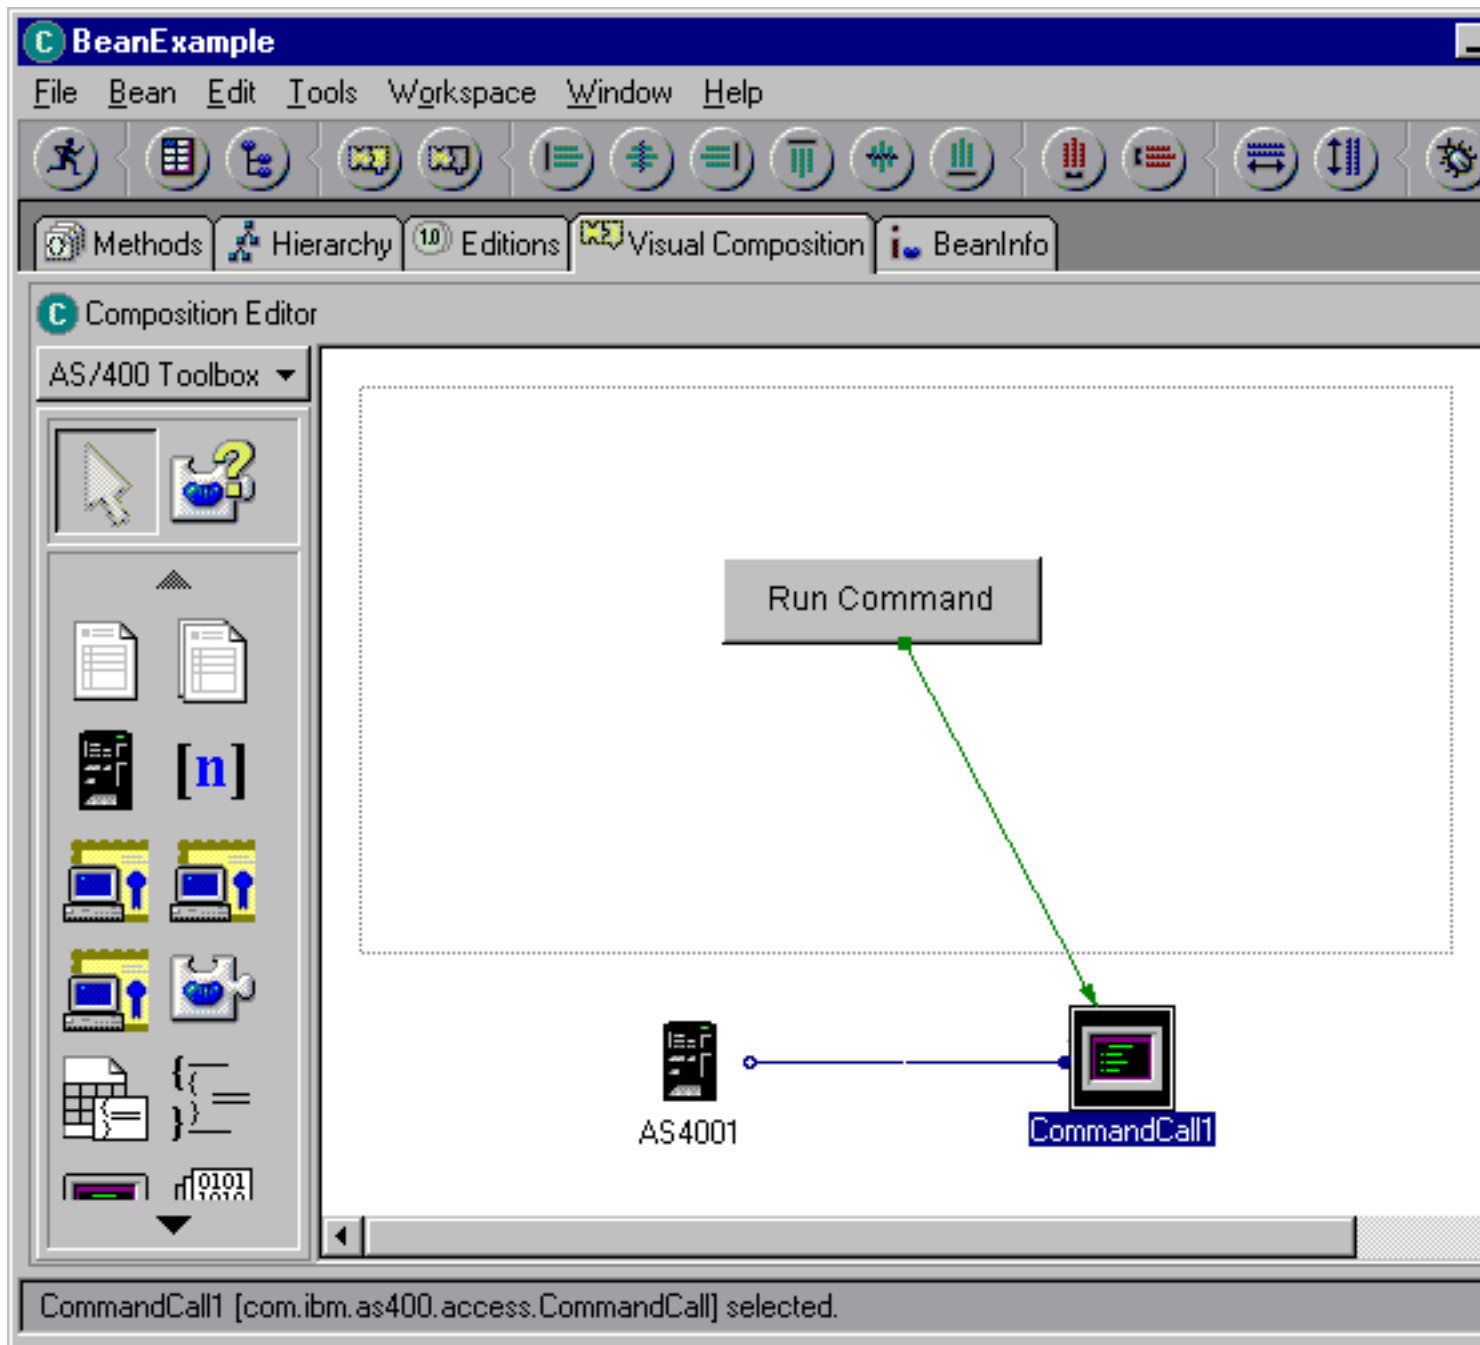 C BeanExample
File Bean Edit Tools Workspace Window Help
Methods Hierarchy 1.0 Editions Visual Composition i BeanInfo
C Composition Editor
AS/400 Toolbox
Run Command
[n]
AS4001
CommandCall1
0101
1010
CommandCall1 [com.ibm.as400.access.CommandCall] selected.